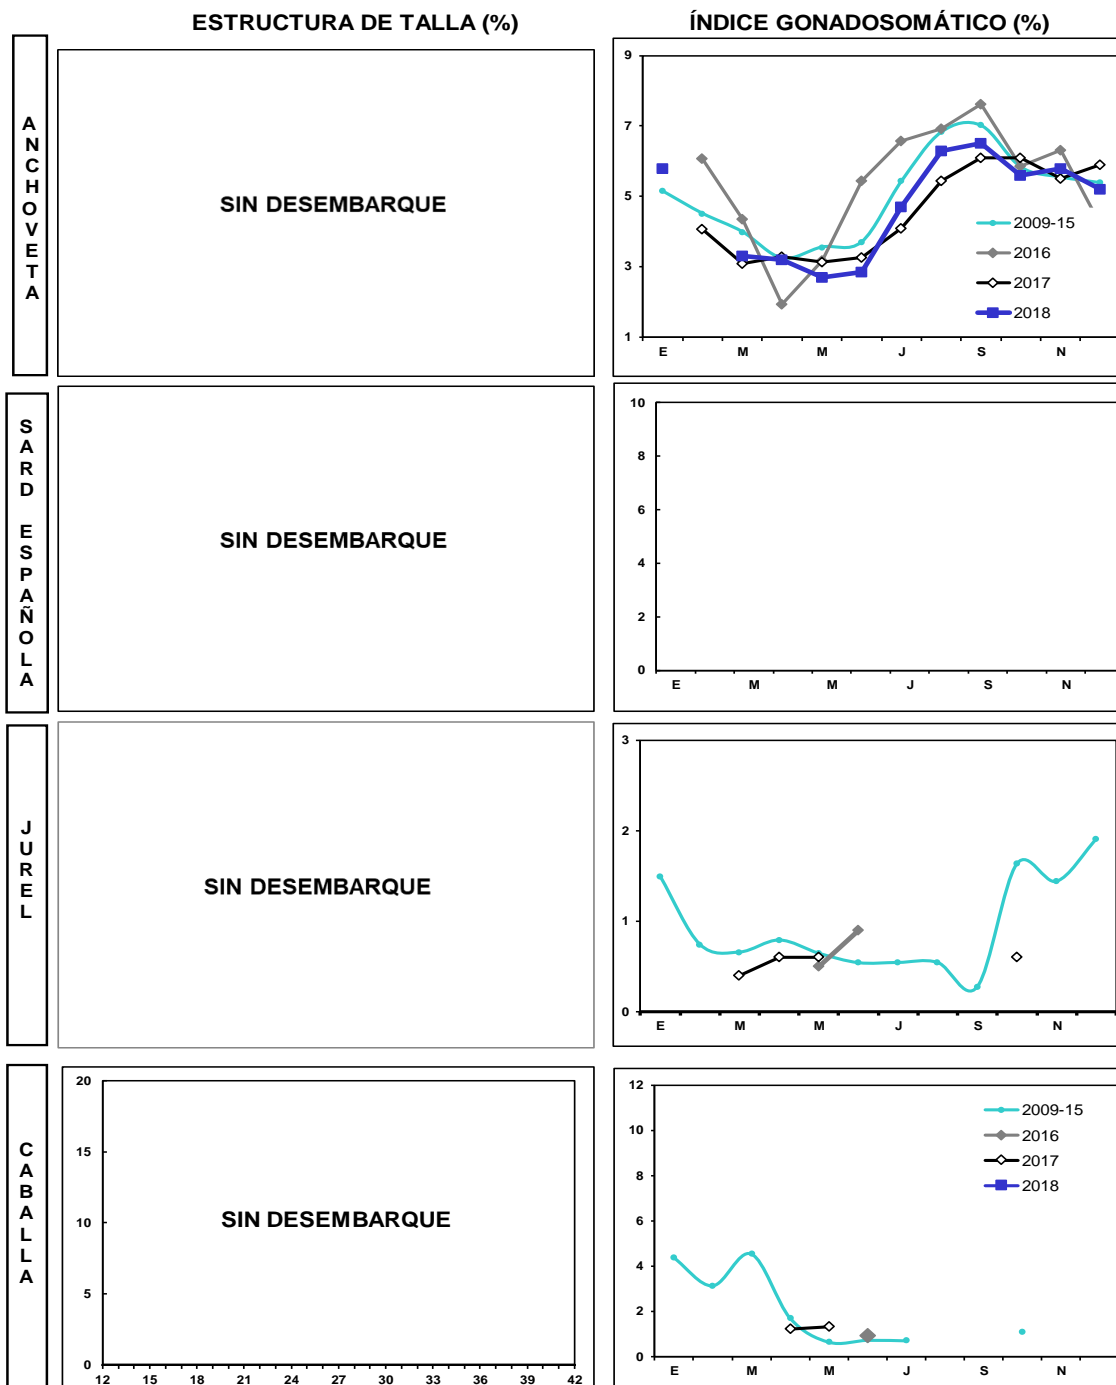 ESTRUCTURA DE TALLA (%)
ÍNDICE GONADOSOMÁTICO (%)
ANCHOVETA
SIN DESEMBARQUE
9
7
5
3
1
E M M J S N
2009-15
2016
2017
2018
SARD ESPAÑOLA
SIN DESEMBARQUE
10
8
6
4
2
0
E M M J S N
JUREL
SIN DESEMBARQUE
3
2
1
0
E M M J S N
CABALLA
20
15
10
5
0
SIN DESEMBARQUE
12 15 18 21 24 27 30 33 36 39 42
12
10
8
6
4
2
0
E M M J S N
2009-15
2016
2017
2018